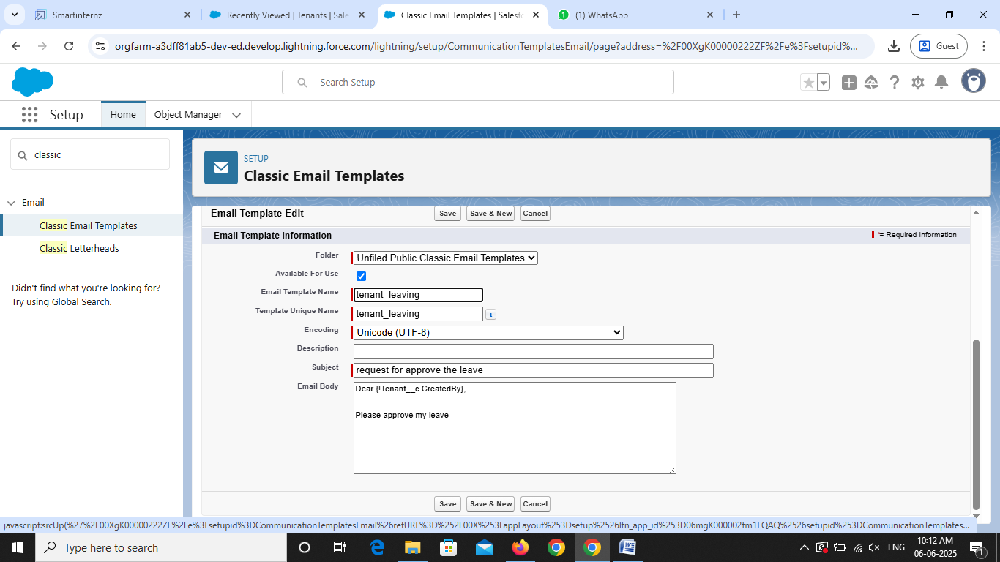 Smartinternz
Recently Viewed | Tenants | Sale
Classic Email Templates | Salesfo
1
(1) WhatsApp
orgfarm-a3dff81ab5-dev-ed.develop.lightning.force.com/lightning/setup/CommunicationTemplatesEmail/page?address=%2F00XgK00000222ZF%2Fe%3Fsetupid%...
Guest
Search Setup
Setup
Home
Object Manager
classic
SETUP
Classic Email Templates
Email
Classic Email Templates
Classic Letterheads
Didn't find what you're looking for?
Try using Global Search.
Email Template Edit
Save
Save & New
Cancel
Email Template Information
= Required Information
Folder
Unfiled Public Classic Email Templates
Available For Use
Email Template Name
tenant_leaving
Template Unique Name
tenant_leaving
i
Encoding
Unicode (UTF-8)
Description
Subject
request for approve the leave
Email Body
Dear {!Tenant__c.CreatedBy},
Please approve my leave
Save
Save & New
Cancel
javascript:srcUp(%27%2F00XgK00000222ZF%2Fe%3Fsetupid%3DCommunicationTemplatesEmail%26retURL%3D%252F00X%253FappLayout%253Dsetup%2526ltn_app_id%253D06mgK000002tm1FQAQ%2526setupid%253DCommunicationTemplates...
Type here to search
ENG
10:12 AM
06-06-2025
1